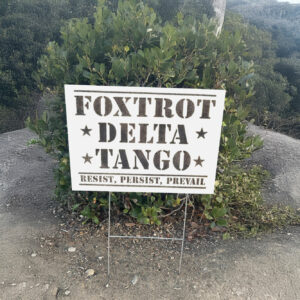 FOXTROT
★ DELTA ★
★ TANGO ★
RESIST, PERSIST, PREVAIL